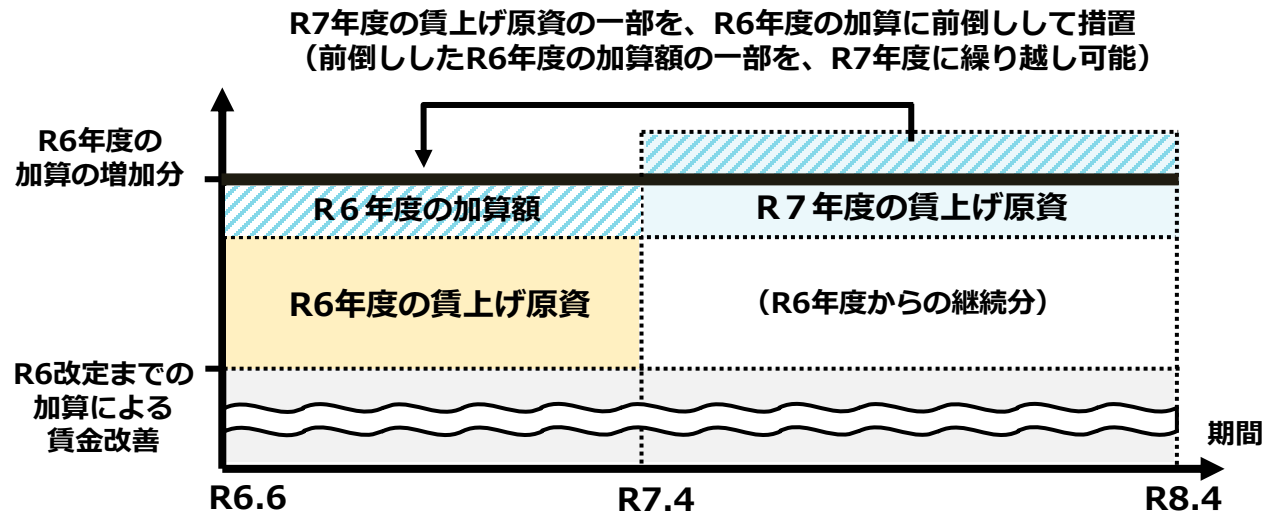 R7年度の賃上げ原資の一部を、R6年度の加算に前倒しして措置
（前倒ししたR6年度の加算額の一部を、R7年度に繰り越し可能）
R6年度の
加算の増加分
R６年度の加算額
R７年度の賃上げ原資
R6年度の賃上げ原資
（R6年度からの継続分）
R6改定までの
加算による
賃金改善
期間
R6.6
R7.4
R8.4